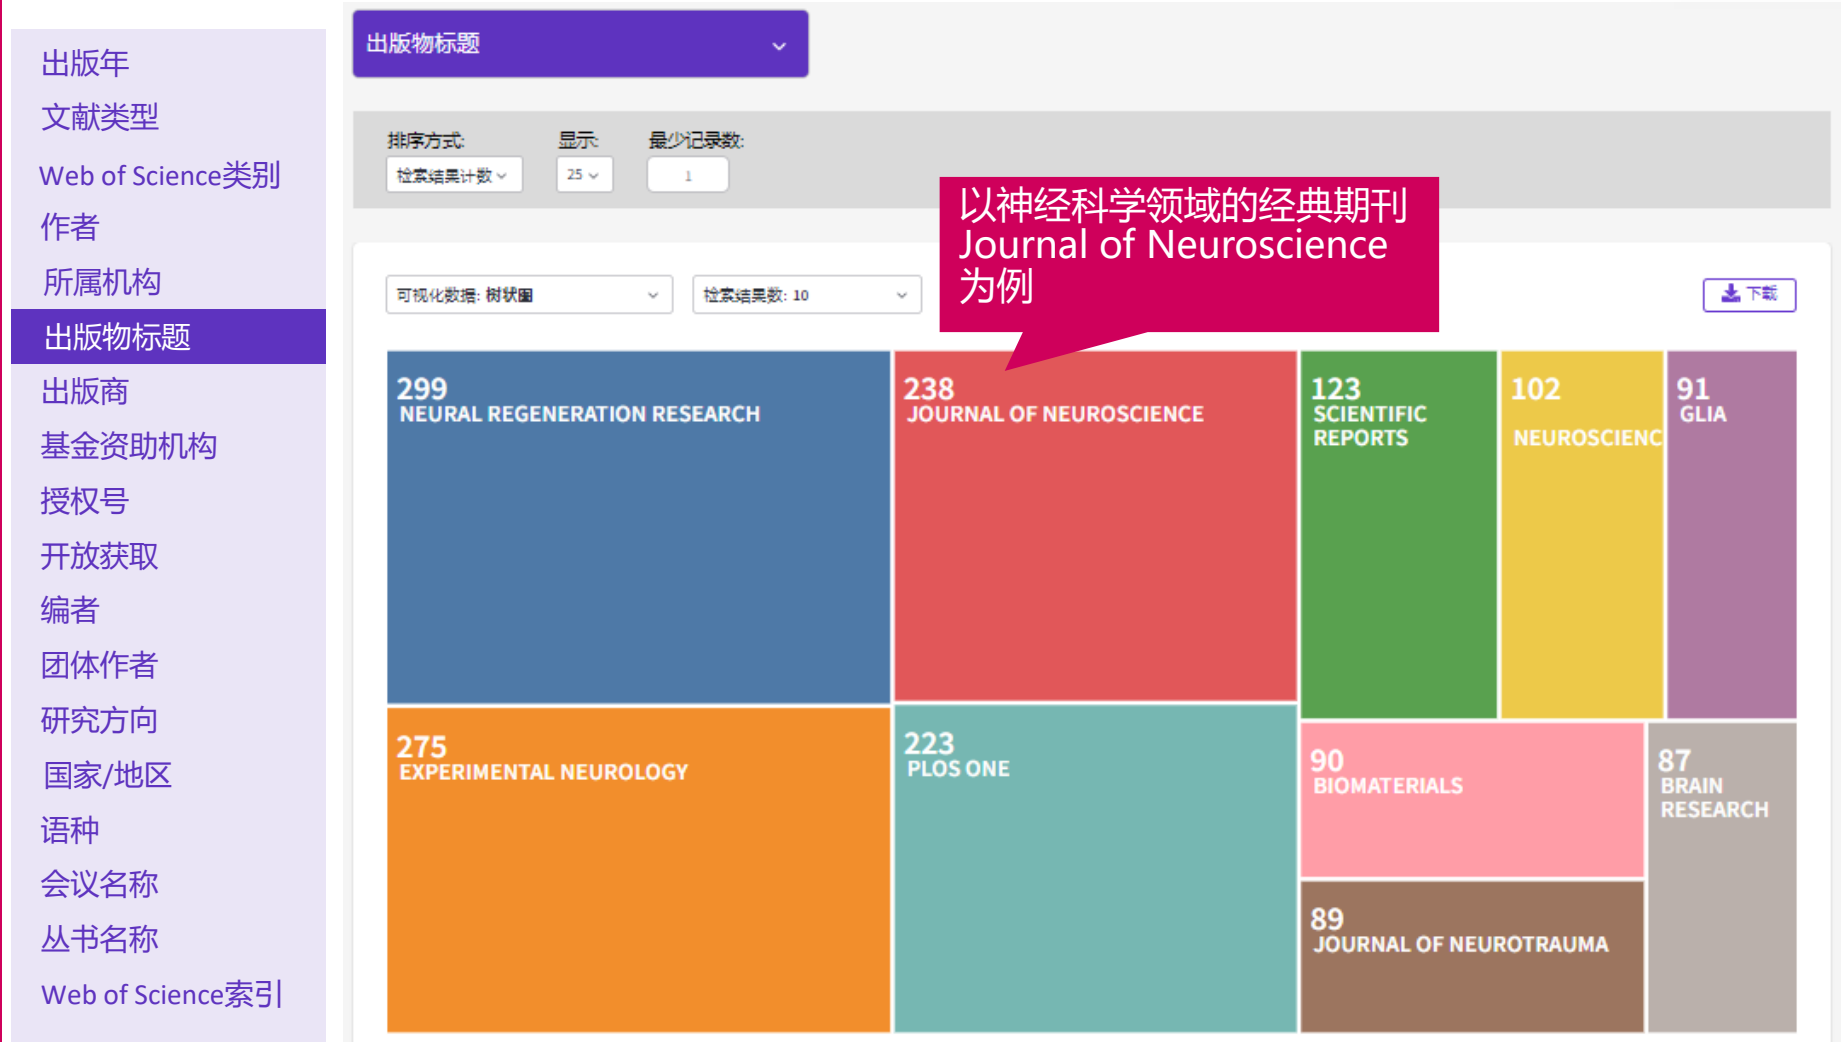 出版年
文献类型
Web of Science类别
作者
所属机构
出版物标题
出版商
基金资助机构
授权号
开放获取
编者
团体作者
研究方向
国家/地区
语种
会议名称
丛书名称
Web of Science索引
出版物标题
排序方式:
显示:
最少记录数:
检索结果计数
25
1
以神经科学领域的经典期刊
Journal of Neuroscience
为例
可视化数据: 树状图
检索结果数: 10
下载
299
NEURAL REGENERATION RESEARCH
238
JOURNAL OF NEUROSCIENCE
123
SCIENTIFIC
REPORTS
102
NEUROSCIENC
91
GLIA
275
EXPERIMENTAL NEUROLOGY
223
PLOS ONE
90
BIOMATERIALS
87
BRAIN
RESEARCH
89
JOURNAL OF NEUROTRAUMA